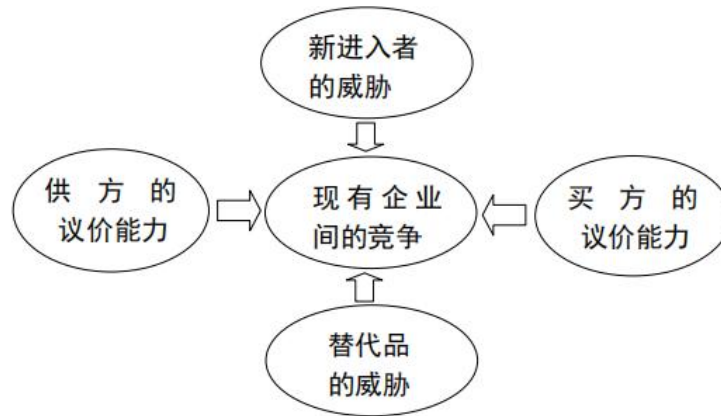 新进入者
的威胁
供方的
议价能力
现有企业
间的竞争
买方的
议价能力
替代品
的威胁